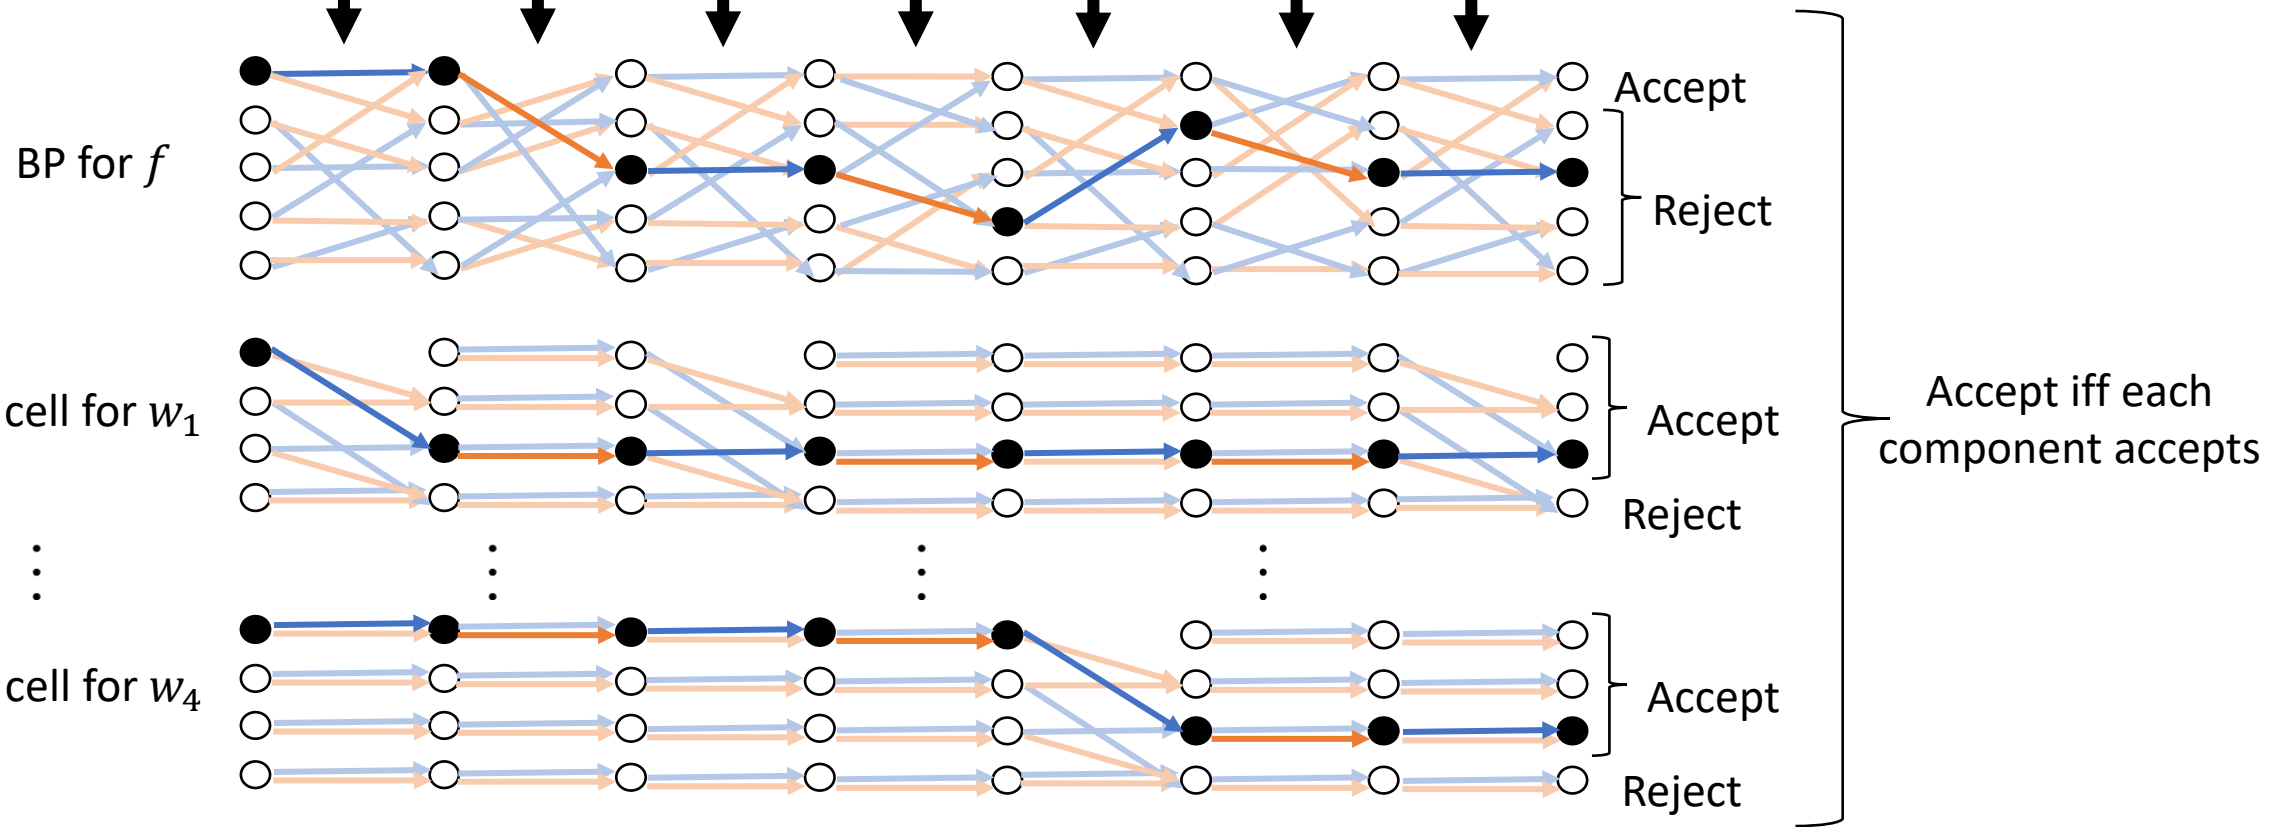 Accept
BP for f
Reject
cell for w₁
Accept
Accept iff each
component accepts
Reject
cell for w₄
Accept
Reject